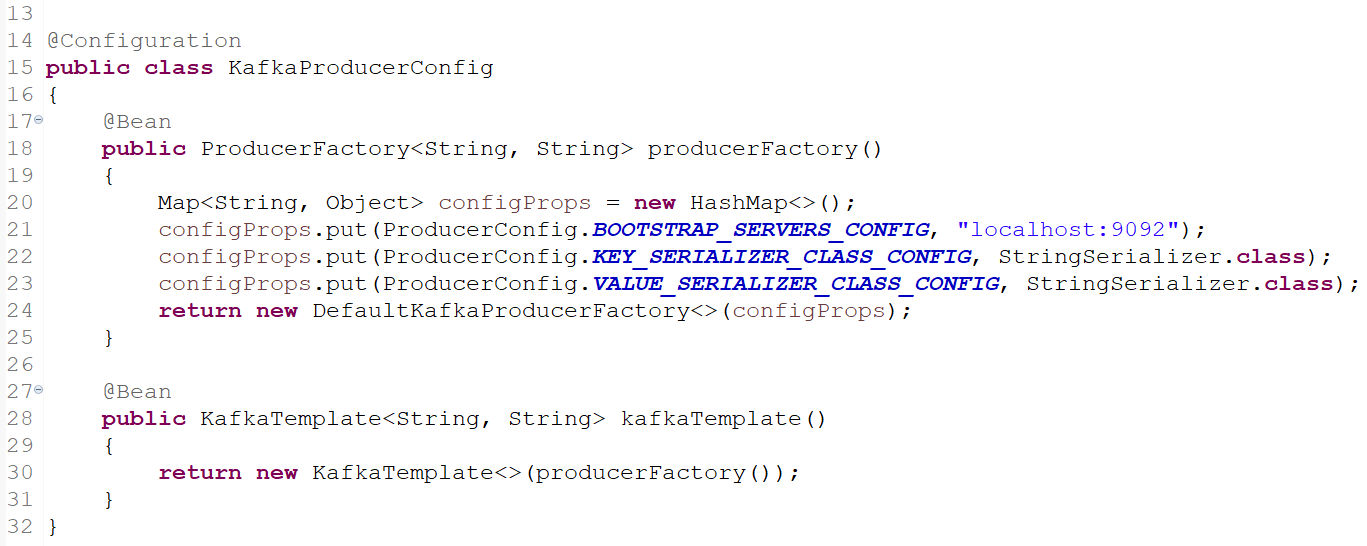 13
14 @Configuration
15 public class KafkaProducerConfig
16 {
17 @Bean
18 public ProducerFactory<String, String> producerFactory()
19 {
20 Map<String, Object> configProps = new HashMap<>();
21 configProps.put(ProducerConfig.BOOTSTRAP_SERVERS_CONFIG, "localhost:9092");
22 configProps.put(ProducerConfig.KEY_SERIALIZER_CLASS_CONFIG, StringSerializer.class);
23 configProps.put(ProducerConfig.VALUE_SERIALIZER_CLASS_CONFIG, StringSerializer.class);
24 return new DefaultKafkaProducerFactory<>(configProps);
25 }
26
27 @Bean
28 public KafkaTemplate<String, String> kafkaTemplate()
29 {
30 return new KafkaTemplate<>(producerFactory());
31 }
32 }